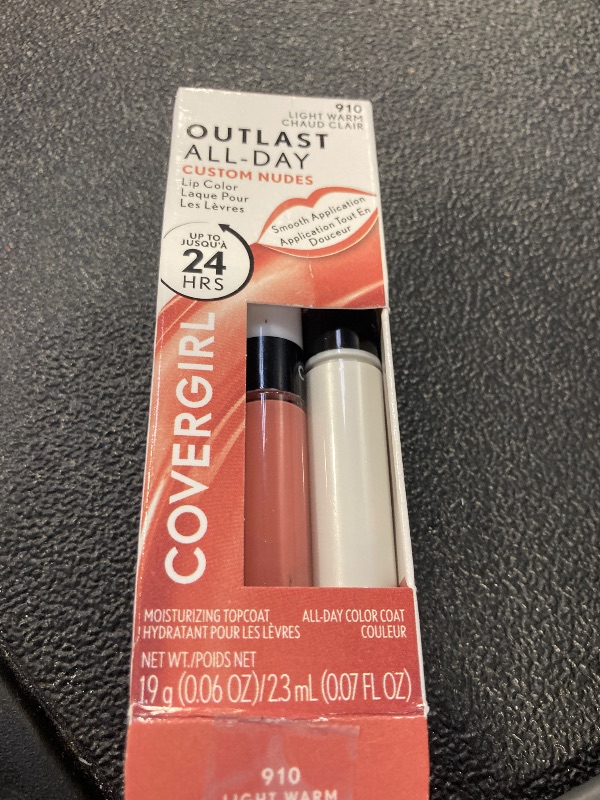 910
LIGHT WARM
CHAUD CLAIR
OUTLAST
ALL-DAY
CUSTOM NUDES
Lip Color
Laque Pour
Les Lèvres
Smooth Application
Application Tout En
Douceur
UP TO
JUSQU'À
24
HRS
COVERGIRL
MOISTURIZING TOPCOAT
HYDRATANT POUR LES LÈVRES
ALL-DAY COLOR COAT
COULEUR
NET WT./POIDS NET
1.9 g (0.06 OZ)/2.3 mL (0.07 FL OZ)
910
LIGHT WARM